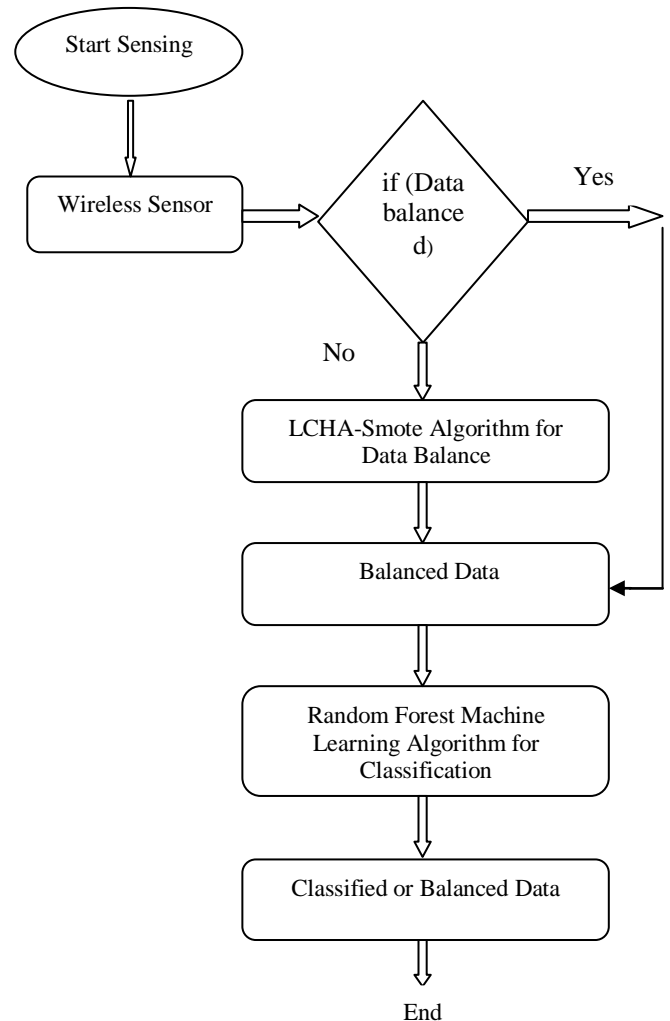 Start Sensing
Wireless Sensor
if (Data
balance
d)
Yes
No
LCHA-Smote Algorithm for
Data Balance
Balanced Data
Random Forest Machine
Learning Algorithm for
Classification
Classified or Balanced Data
End